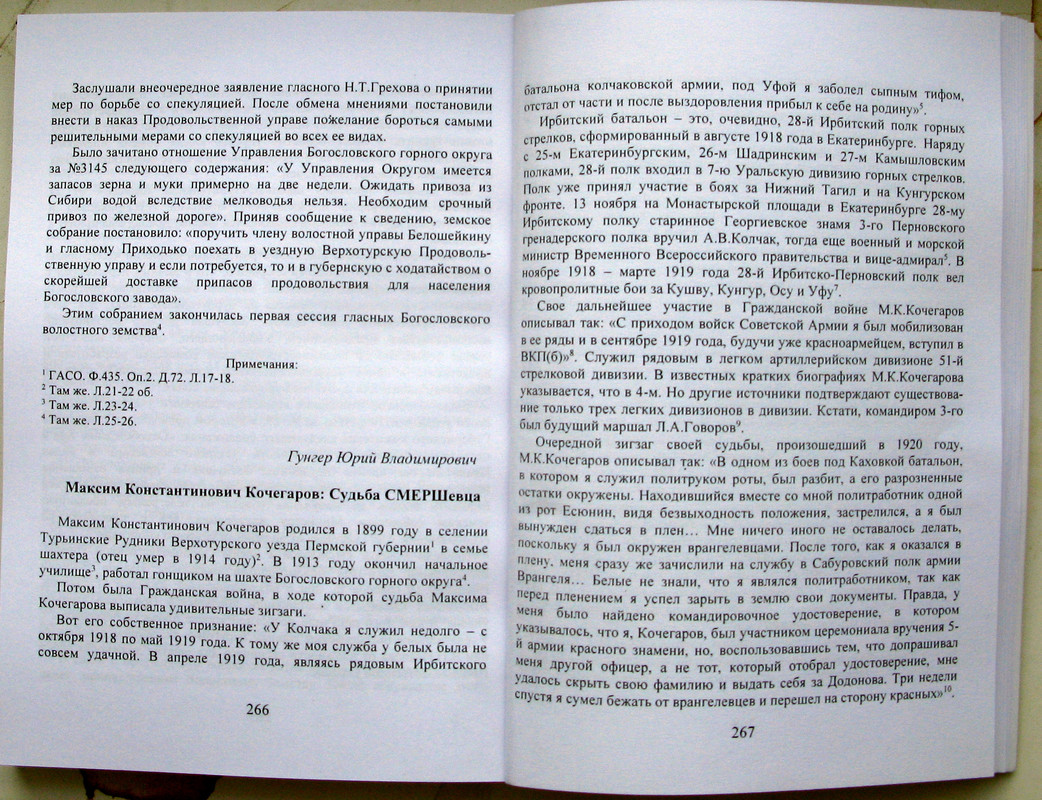 Заслушали внеочередное заявление гласного Н.Т.Грехова о принятии
мер по борьбе со спекуляцией. После обмена мнениями постановили
внести в наказ Продовольственной управе пожелание бороться самыми
решительными мерами со спекуляцией во всех ее видах.
Было зачитано отношение Управления Богословского горного округа
за №3145 следующего содержания: «У Управления Округом имеется
запасов зерна и муки примерно на две недели. Ожидать привоза из
Сибири водой вследствие мелководья нельзя. Необходим срочный
привоз по железной дороге». Приняв сообщение к сведению, земское
собрание постановило: «поручить члену волостной управы Белошейкину
и гласному Приходько поехать в уездную Верхотурскую Продоволь-
ственную управу и если потребуется, то и в губернскую с ходатайством о
скорейшей доставке припасов продовольствия для населения
Богословского завода».
Этим собранием закончилась первая сессия гласных Богословского
волостного земства⁴.
Примечания:
¹ ГАСО. Ф.435. Оп.2. Д.72. Л.17-18.
² Там же. Л.21-22 об.
³ Там же. Л.23-24.
⁴ Там же. Л.25-26.
Гунгер Юрий Владимирович
Максим Константинович Кочегаров: Судьба СМЕРШевца
Максим Константинович Кочегаров родился в 1899 году в селении
Турьинские Рудники Верхотурского уезда Пермской губернии¹ в семье
шахтера (отец умер в 1914 году)². В 1913 году окончил начальное
училище³, работал гонщиком на шахте Богословского горного округа⁴.
Потом была Гражданская война, в ходе которой судьба Максима
Кочегарова выписала удивительные зигзаги.
Вот его собственное признание: «У Колчака я служил недолго – с
октября 1918 по май 1919 года. К тому же моя служба у белых была не
совсем удачной. В апреле 1919 года, являясь рядовым Ирбитского
266
батальона колчаковской армии, под Уфой я заболел сыпным тифом,
отстал от части и после выздоровления прибыл к себе на родину»⁵.
Ирбитский батальон – это, очевидно, 28-й Ирбитский полк горных
стрелков, сформированный в августе 1918 года в Екатеринбурге. Наряду
с 25-м Екатеринбургским, 26-м Шадринским и 27-м Камышловским
полками, 28-й полк входил в 7-ю Уральскую дивизию горных стрелков.
Полк уже принял участие в боях за Нижний Тагил и на Кунгурском
фронте. 13 ноября на Монастырской площади в Екатеринбурге 28-му
Ирбитскому полку старинное Георгиевское знамя 3-го Перновского
гренадерского полка вручил А.В.Колчак, тогда еще военный и морской
министр Временного Всероссийского правительства и вице-адмирал⁵. В
ноябре 1918 – марте 1919 года 28-й Ирбитско-Перновский полк вел
кровопролитные бои за Кушву, Кунгур, Осу и Уфу⁷.
Свое дальнейшее участие в Гражданской войне М.К.Кочегаров
описывал так: «С приходом войск Советской Армии я был мобилизован
в ее ряды и в сентябре 1919 года, будучи уже красноармейцем, вступил в
ВКП(б)»⁸. Служил рядовым в легком артиллерийском дивизионе 51-й
стрелковой дивизии. В известных кратких биографиях М.К.Кочегарова
указывается, что в 4-м. Но другие источники подтверждают существова-
ние только трех легких дивизионов в дивизии. Кстати, командиром 3-го
был будущий маршал Л.А.Говоров⁹.
Очередной зигзаг своей судьбы, произошедший в 1920 году,
М.К.Кочегаров описывал так: «В одном из боев под Каховкой батальон,
в котором я служил политруком роты, был разбит, а его разрозненные
остатки окружены. Находившийся вместе со мной политработник одной
из рот Есюнин, видя безвыходность положения, застрелился, а я был
вынужден сдаться в плен… Мне ничего иного не оставалось делать,
поскольку я был окружен врангелевцами. После того, как я оказался в
плену, меня сразу же зачислили на службу в Сабуровский полк армии
Врангеля… Белые не знали, что я являлся политработником, так как
перед пленением я успел зарыть в землю свои документы. Правда, у
меня было найдено командировочное удостоверение, в котором
указывалось, что я, Кочегаров, был участником церемониала вручения 5-
й армии красного знамени, но, воспользовавшись тем, что допрашивал
меня другой офицер, а не тот, который отобрал удостоверение, мне
удалось скрыть свою фамилию и выдать себя за Додонова. Три недели
спустя я сумел бежать от врангелевцев и перешел на сторону красных»¹⁰.
267